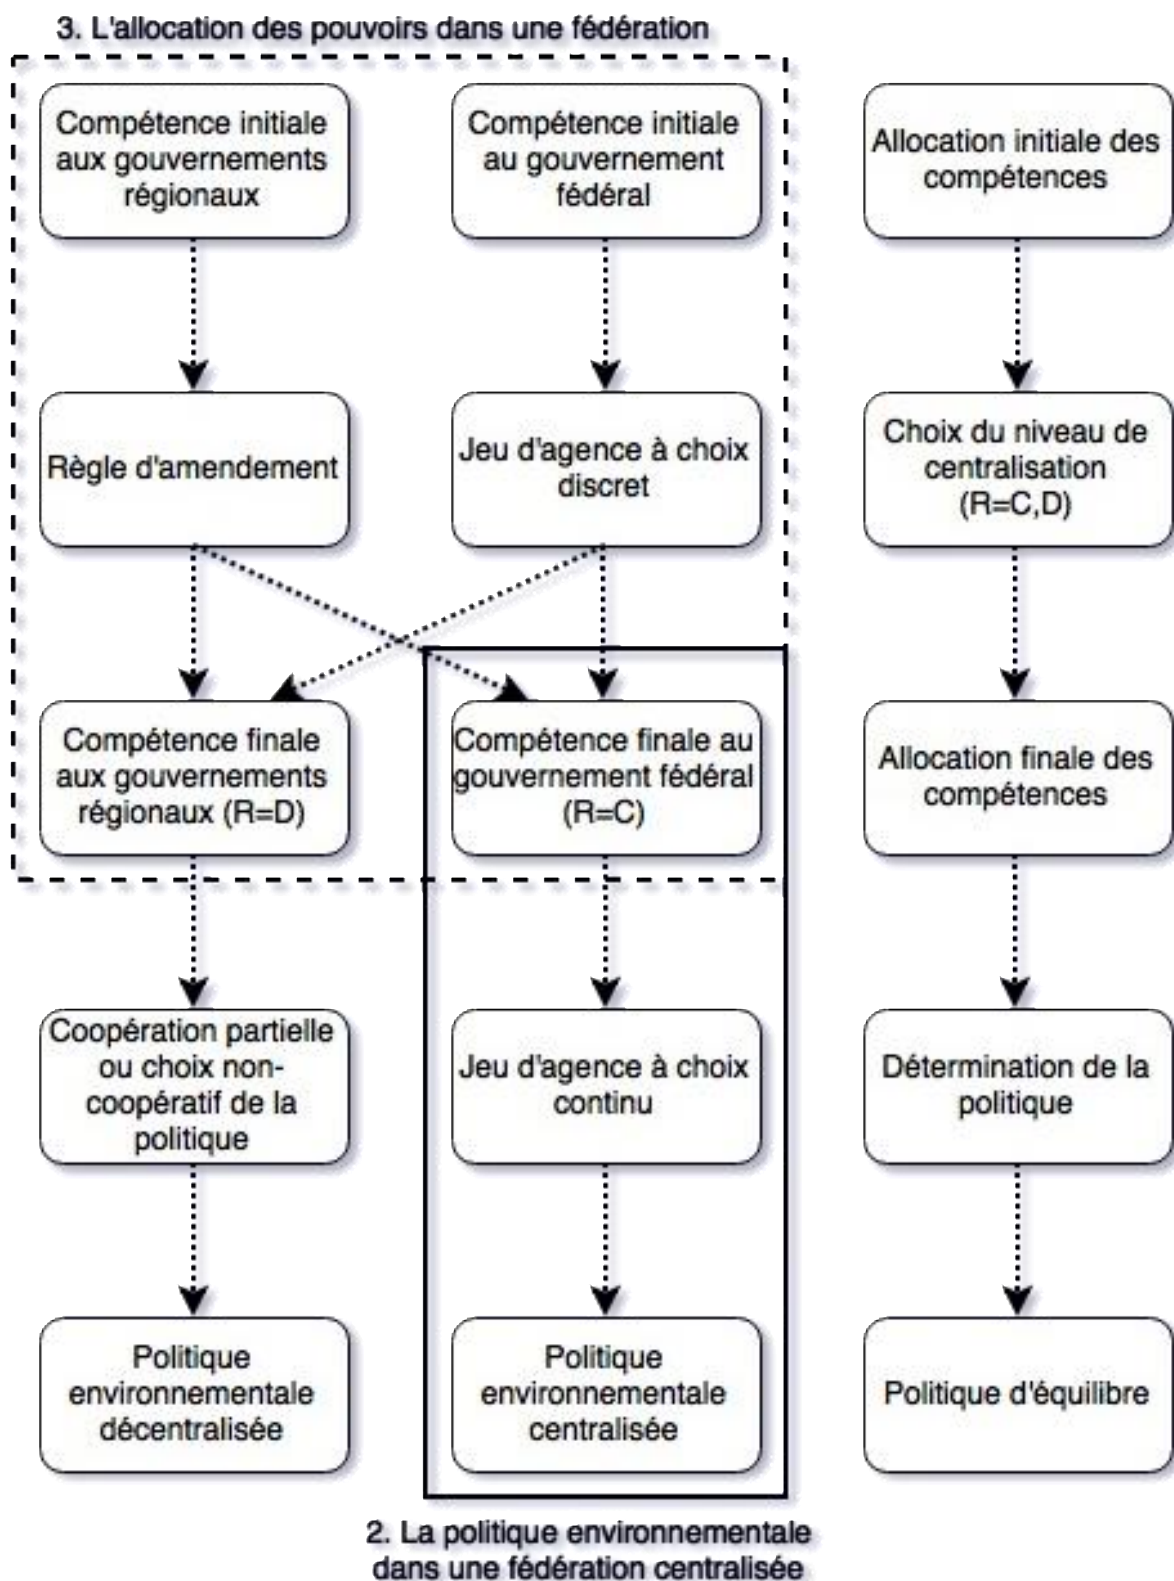 3. L'allocation des pouvoirs dans une fédération
Compétence initiale
aux gouvernements
régionaux
Compétence initiale
au gouvernement
fédéral
Allocation initiale des
compétences
Règle d'amendement
Jeu d'agence à choix
discret
Choix du niveau de
centralisation
(R=C,D)
Compétence finale
aux gouvernements
régionaux (R=D)
Compétence finale au
gouvernement fédéral
(R=C)
Allocation finale des
compétences
Coopération partielle
ou choix non-
coopératif de la
politique
Jeu d'agence à choix
continu
Détermination de la
politique
Politique
environnementale
décentralisée
Politique
environnementale
centralisée
Politique d'équilibre
2. La politique environnementale
dans une fédération centralisée